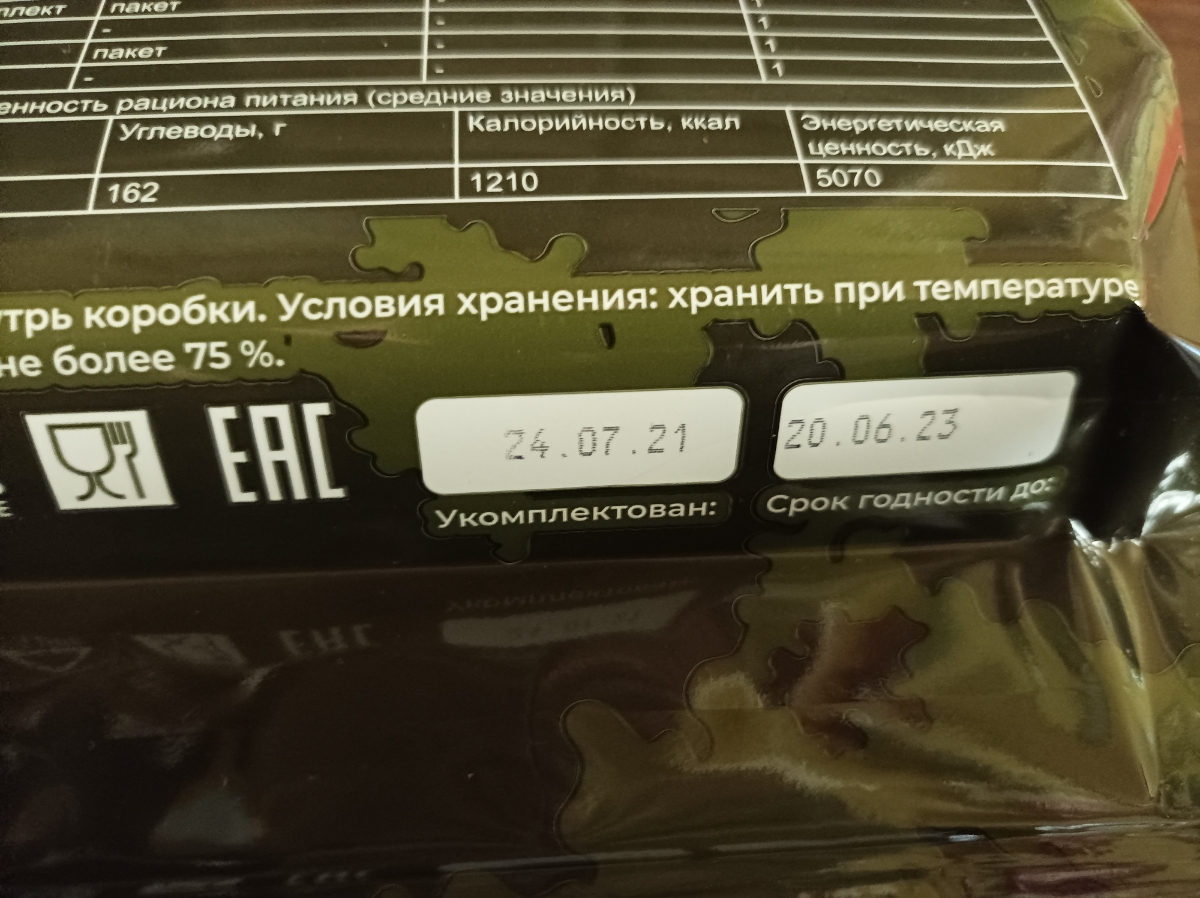 плект пакет - 1
- - 1
пакет - 1
- - 1
енность рациона питания (средние значения)
Углеводы, г Калорийность, ккал Энергетическая
ценность, кДж
162 1210 5070
утрь коробки. Условия хранения: хранить при температуре
не более 75 %.
EAC 24.07.21 20.06.23
Укомплектован: Срок годности до: